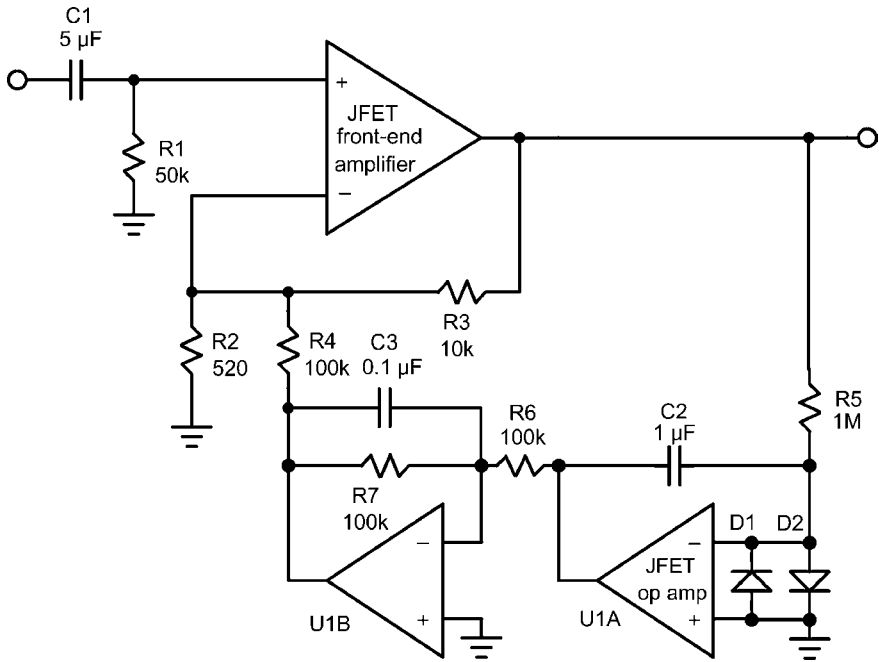 C1
5 µF
+
JFET
front-end
amplifier
−
R1
50k
R2
520
R4
100k
C3
0.1 µF
R3
10k
R5
1M
R6
100k
C2
1 µF
R7
100k
−
+
U1B
−
JFET
op amp
+
U1A
D1
D2